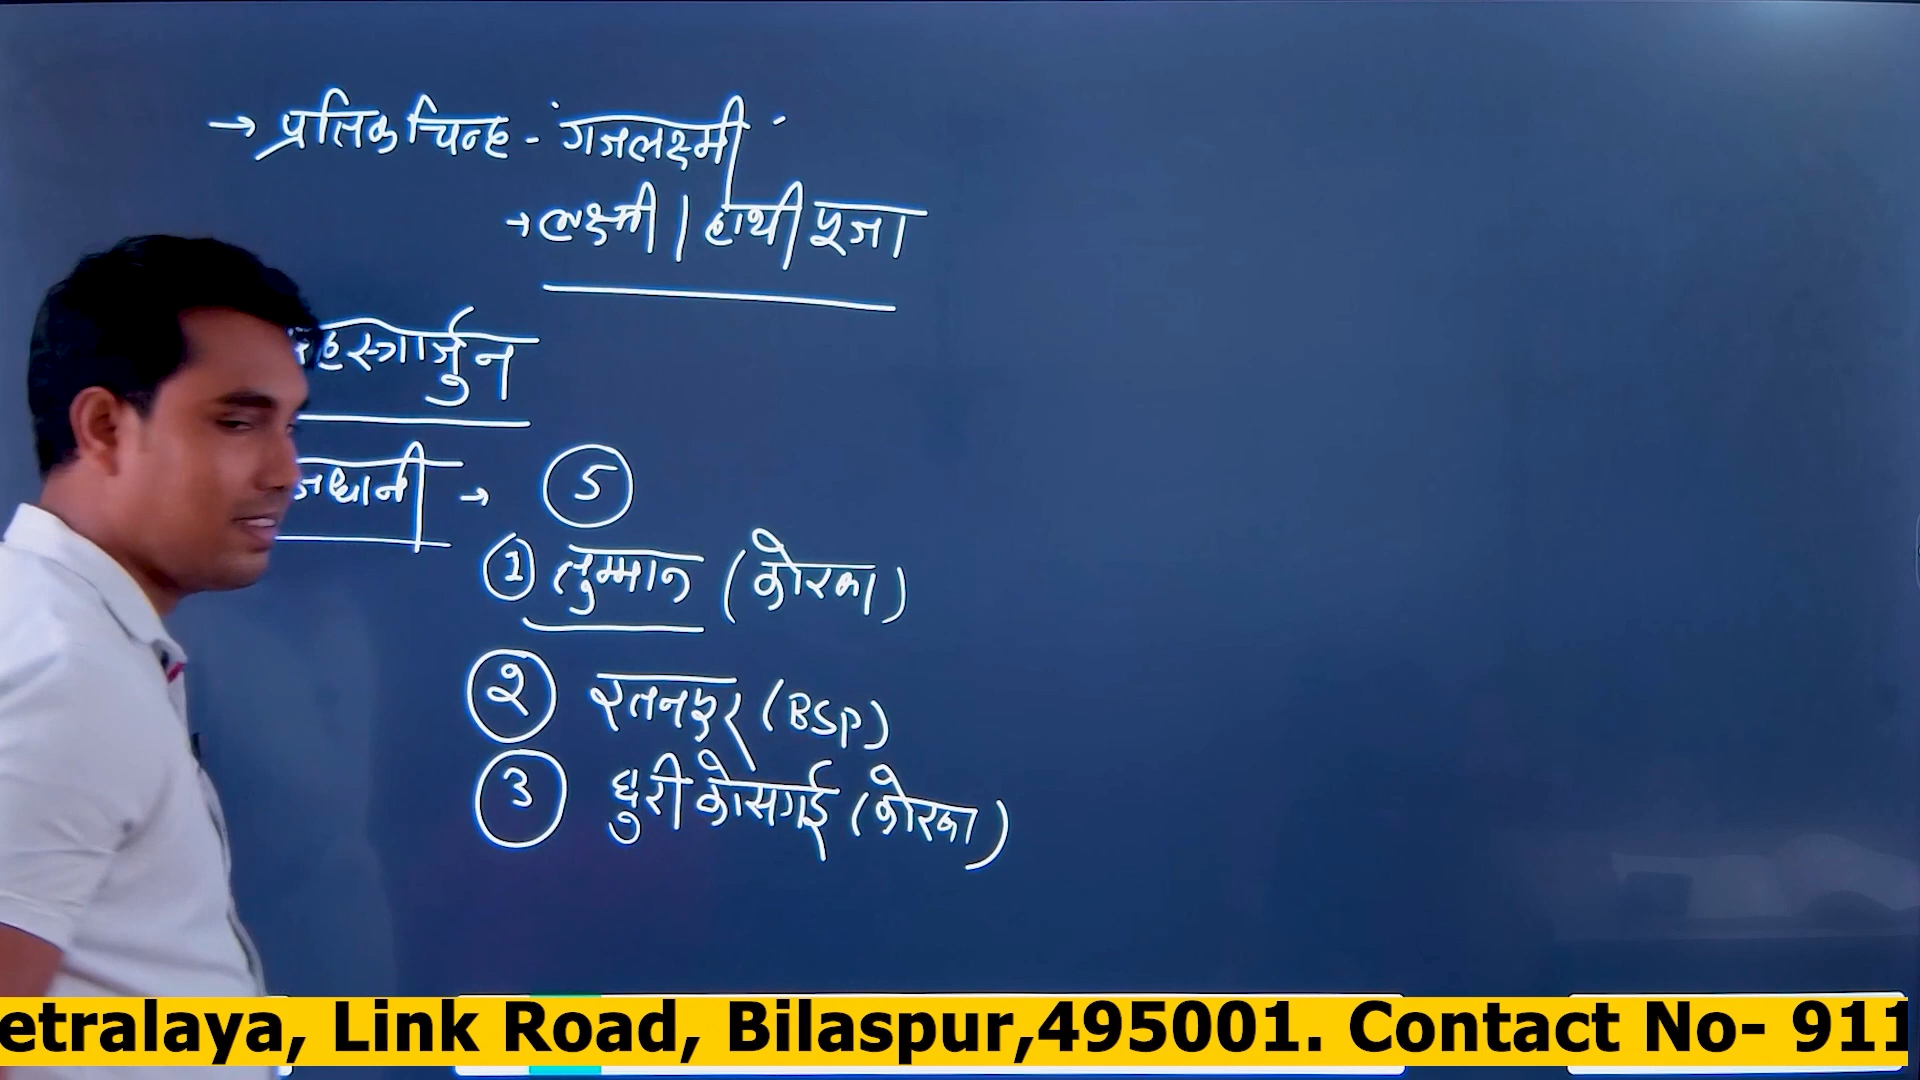 → प्रतिक चिन्ह - "गजलक्ष्मी"
→ लक्ष्मी | हाथी पूजा
हस्त्रार्जुन
जधानी → 5
1 तुम्मान (कोरबा)
2 रतनपुर (BSP)
3 छुरी कोसगई (कोरबा)
etralaya, Link Road, Bilaspur,495001. Contact No- 911